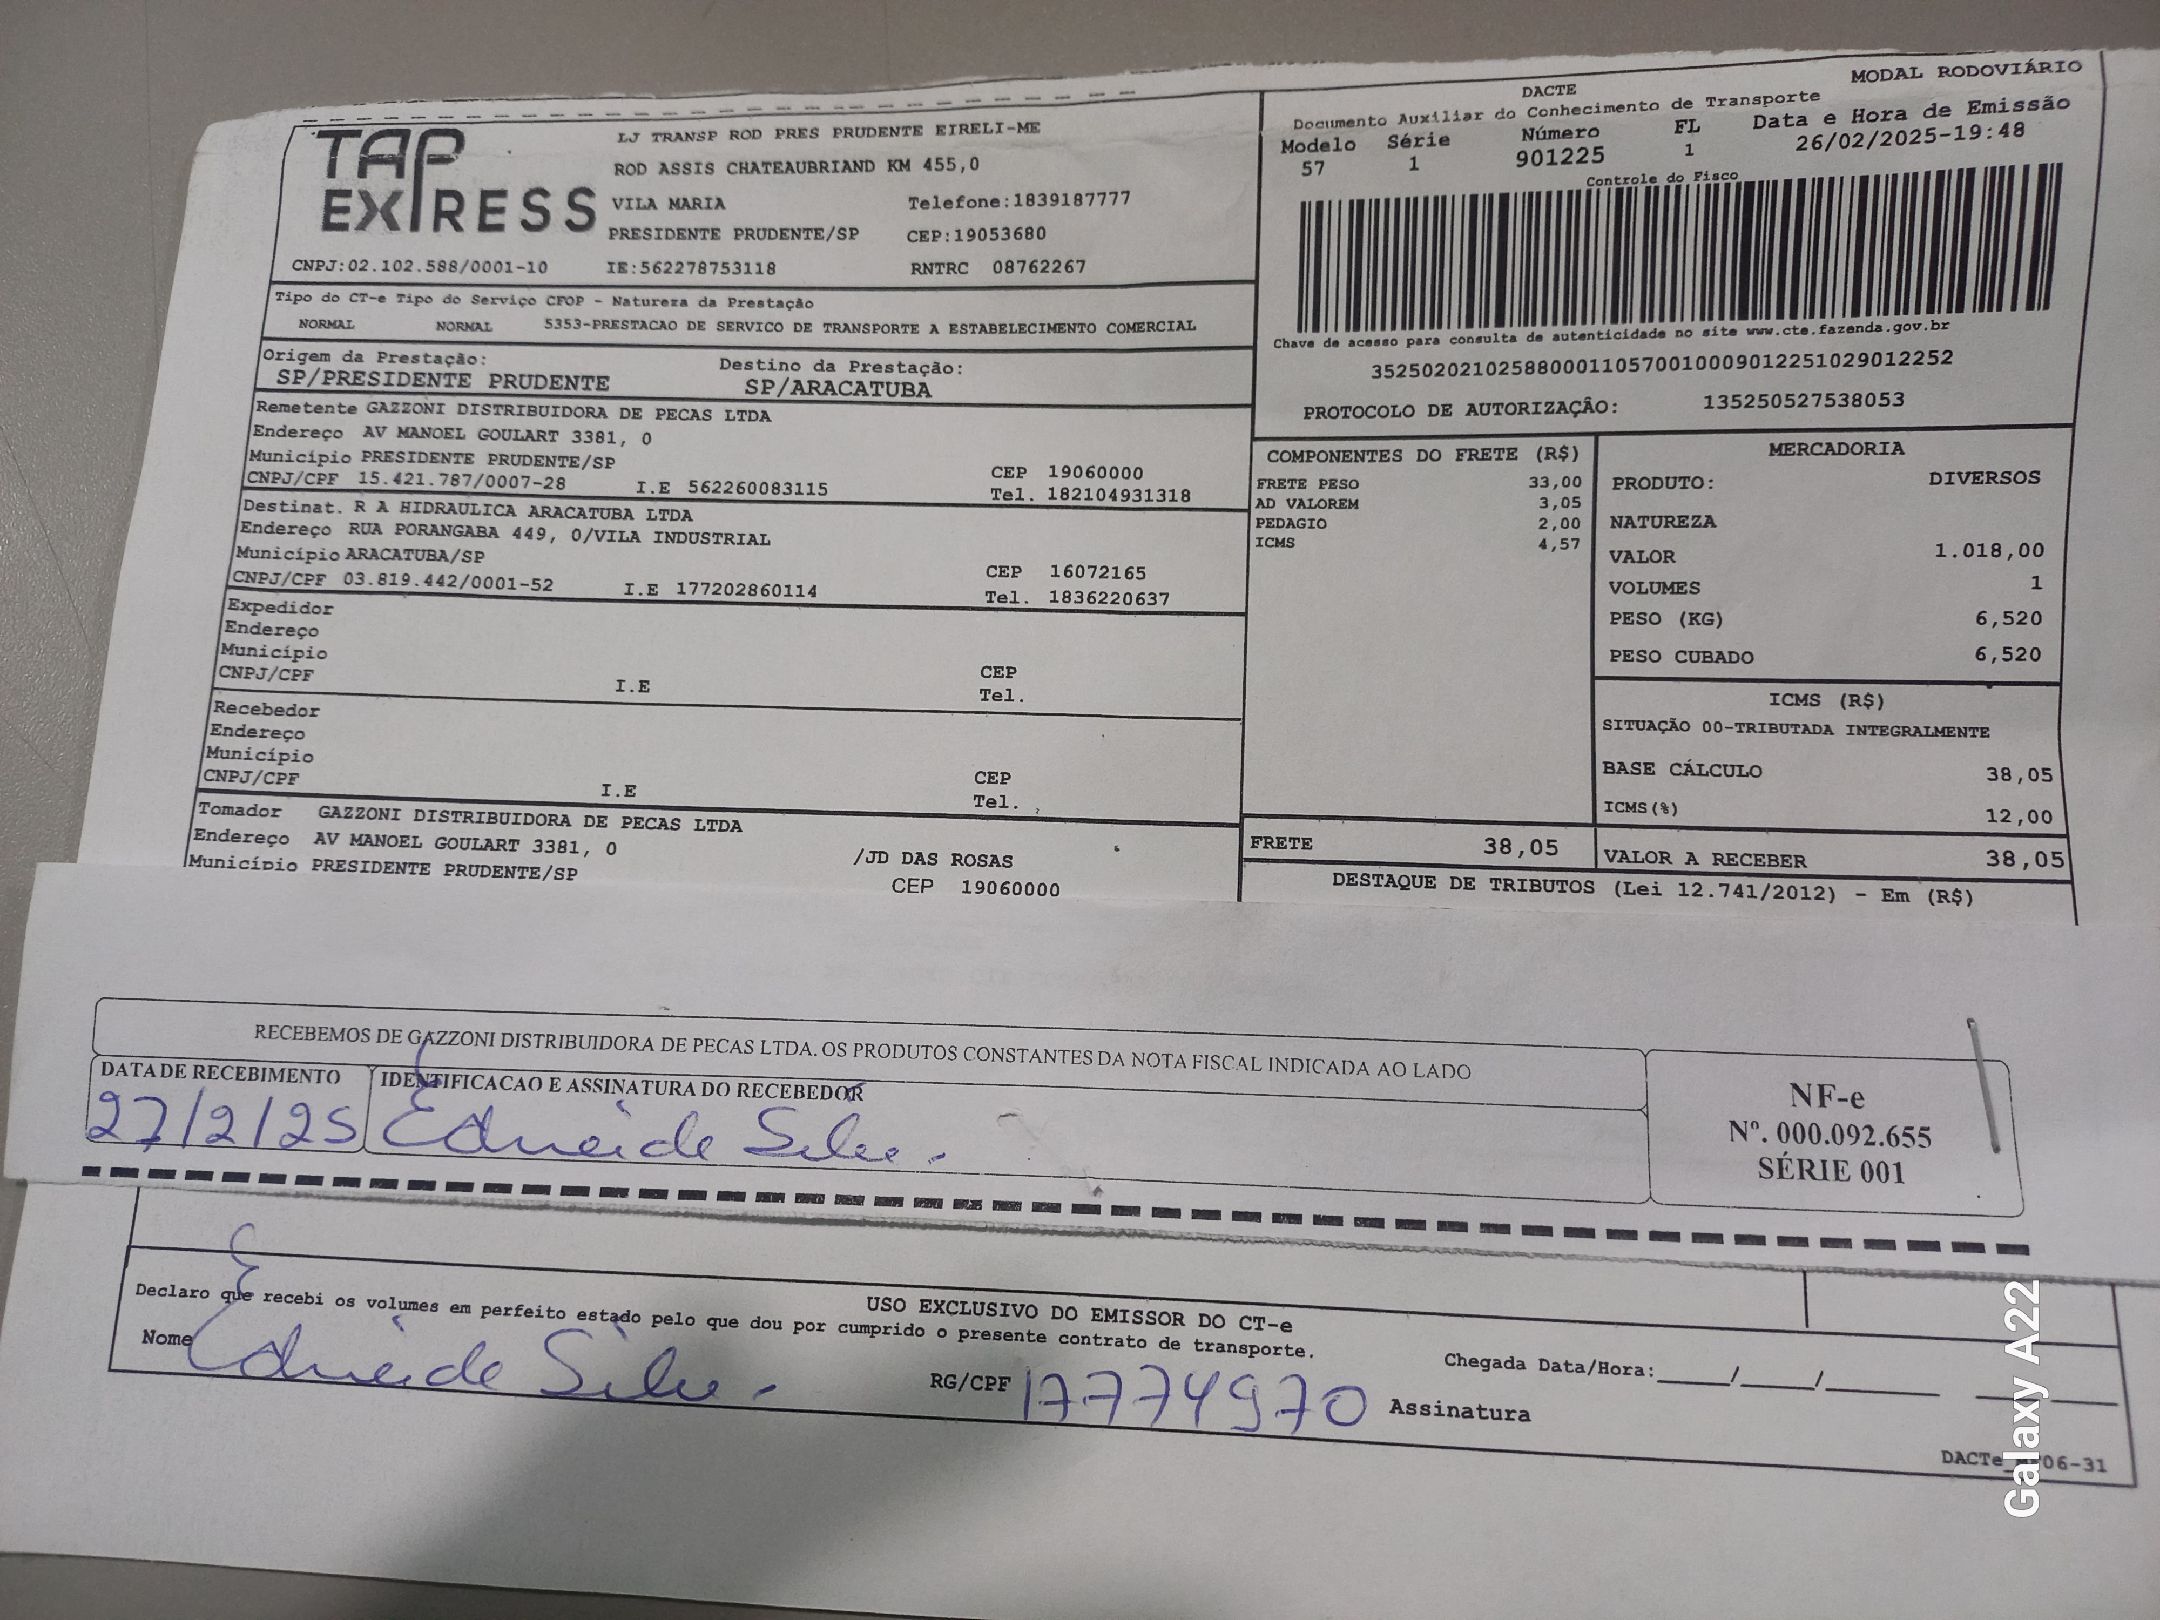 TAP EXPRESS
LJ TRANSP ROD PRES PRUDENTE EIRELI-ME
ROD ASSIS CHATEAUBRIAND KM 455,0
VILA MARIA Telefone:1839187777
PRESIDENTE PRUDENTE/SP CEP:19053680
CNPJ:02.102.588/0001-10 IE:562278753118 RNTRC 08762267
Tipo do CT-e Tipo do Serviço CFOP - Natureza da Prestação
NORMAL NORMAL 5353-PRESTACAO DE SERVICO DE TRANSPORTE A ESTABELECIMENTO COMERCIAL
Origem da Prestação: Destino da Prestação:
SP/PRESIDENTE PRUDENTE SP/ARACATUBA
Remetente GAZZONI DISTRIBUIDORA DE PECAS LTDA
Endereço AV MANOEL GOULART 3381, 0
Município PRESIDENTE PRUDENTE/SP CEP 19060000
CNPJ/CPF 15.421.787/0007-28 I.E 562260083115 Tel. 182104931318
Destinat. R A HIDRAULICA ARACATUBA LTDA
Endereço RUA PORANGABA 449, 0/VILA INDUSTRIAL
Município ARACATUBA/SP CEP 16072165
CNPJ/CPF 03.819.442/0001-52 I.E 177202860114 Tel. 1836220637
Expedidor
Endereço
Município CEP
CNPJ/CPF I.E Tel.
Recebedor
Endereço
Município CEP
CNPJ/CPF I.E Tel.
Tomador GAZZONI DISTRIBUIDORA DE PECAS LTDA
Endereço AV MANOEL GOULART 3381, 0 /JD DAS ROSAS
Município PRESIDENTE PRUDENTE/SP CEP 19060000
DACTE MODAL RODOVIÁRIO
Documento Auxiliar do Conhecimento de Transporte
Modelo Série Número FL Data e Hora de Emissão
57 1 901225 1 26/02/2025-19:48
Controle do Fisco
Chave de acesso para consulta de autenticidade no site www.cte.fazenda.gov.br
35250202102588000110570010009012251029012252
PROTOCOLO DE AUTORIZAÇÂO: 135250527538053
COMPONENTES DO FRETE (R$)
FRETE PESO 33,00
AD VALOREM 3,05
PEDAGIO 2,00
ICMS 4,57
FRETE 38,05
MERCADORIA
PRODUTO: DIVERSOS
NATUREZA
VALOR 1.018,00
VOLUMES 1
PESO (KG) 6,520
PESO CUBADO 6,520
ICMS (R$)
SITUAÇÃO 00-TRIBUTADA INTEGRALMENTE
BASE CÁLCULO 38,05
ICMS(%) 12,00
VALOR A RECEBER 38,05
DESTAQUE DE TRIBUTOS (Lei 12.741/2012) - Em (R$)
RECEBEMOS DE GAZZONI DISTRIBUIDORA DE PECAS LTDA. OS PRODUTOS CONSTANTES DA NOTA FISCAL INDICADA AO LADO
DATA DE RECEBIMENTO IDENTIFICACAO E ASSINATURA DO RECEBEDOR
27/2/25 Edneide Silva.
NF-e
Nº. 000.092.655
SÉRIE 001
USO EXCLUSIVO DO EMISSOR DO CT-e
Declaro que recebi os volumes em perfeito estado pelo que dou por cumprido o presente contrato de transporte.
Nome Edneide Silva. RG/CPF 17774970 Assinatura
Chegada Data/Hora:____/____/______
Galaxy A22